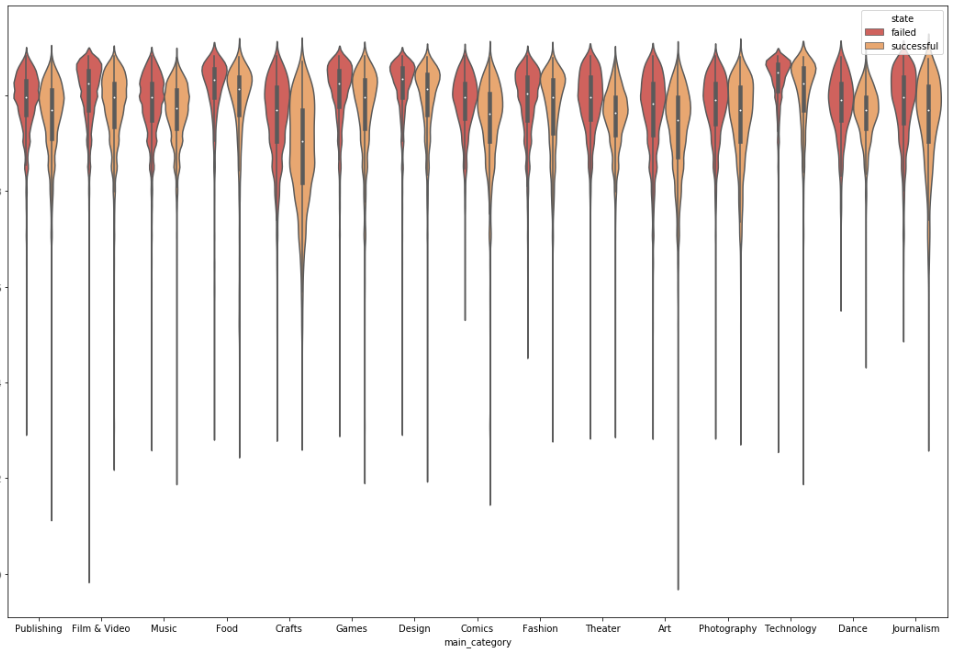 state
failed
successful
Publishing Film & Video Music Food Crafts Games Design Comics Fashion Theater Art Photography Technology Dance Journalism
main_category